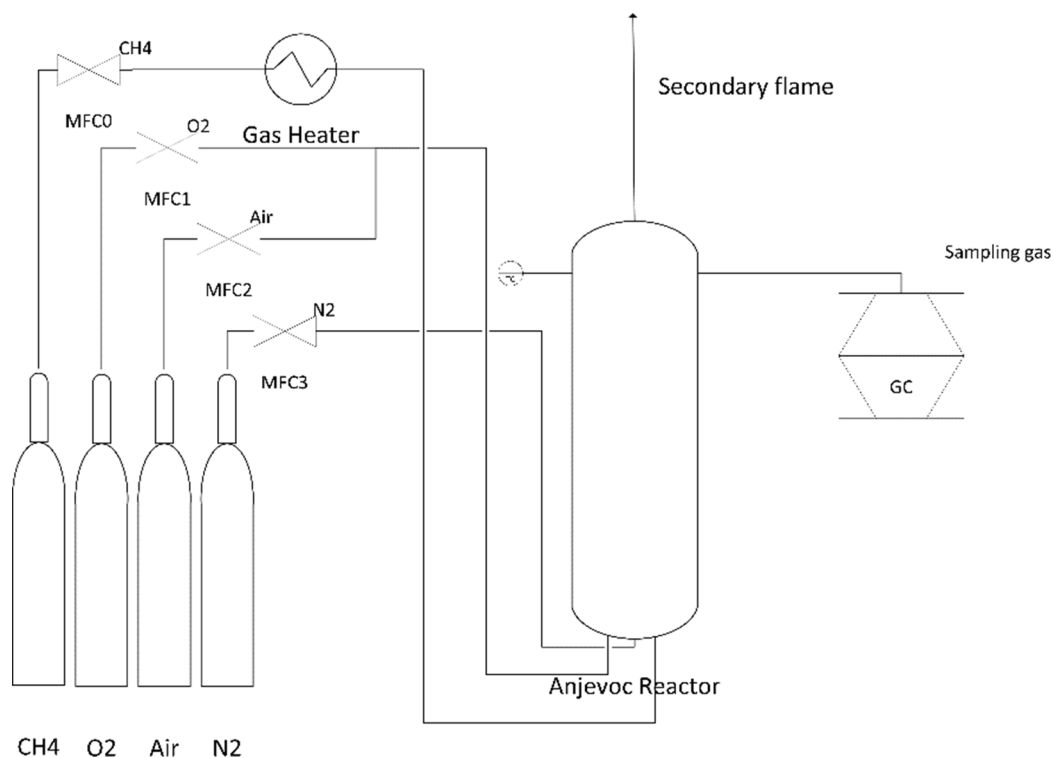 CH4
MFC0
Gas Heater
O2
MFC1
Air
MFC2
N2
MFC3
Secondary flame
Sampling gas
GC
°C
Anjevoc Reactor
CH4 O2 Air N2